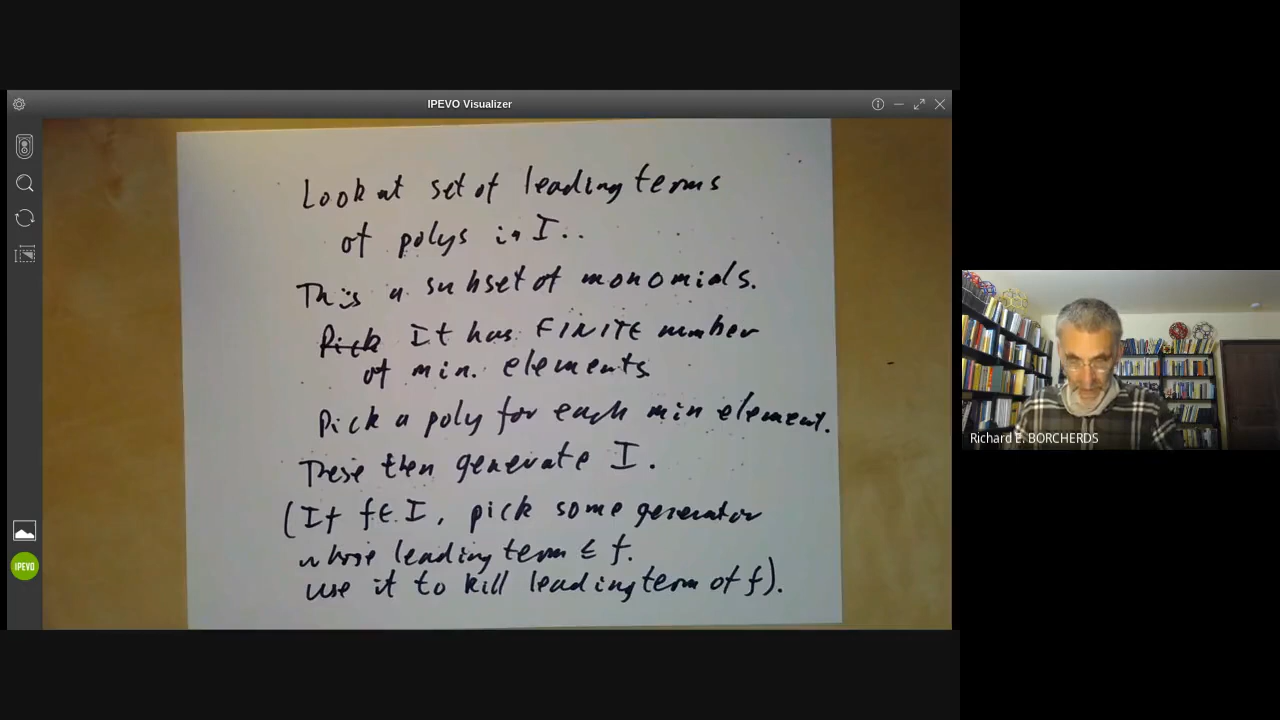 IPEVO Visualizer
Look at set of leading terms
of polys in I..
This is a subset of monomials.
Pick It has FINITE number
of min. elements
Pick a poly for each min element.
These then generate I.
(If f ∈ I, pick some generator
whose leading term ≤ f.
use it to kill leading term of f).
IPEVO
Richard E. BORCHERDS